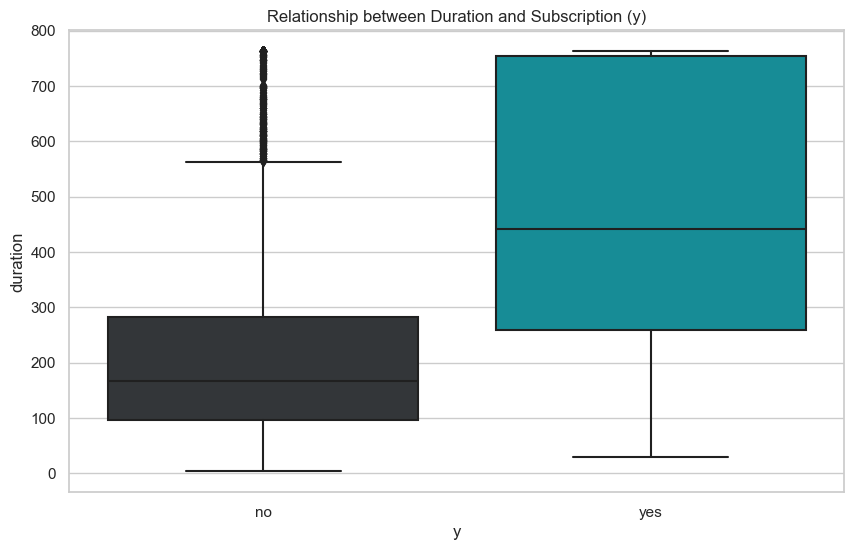 Relationship between Duration and Subscription (y)
800
700
600
500
400
300
200
100
0
duration
no
yes
y